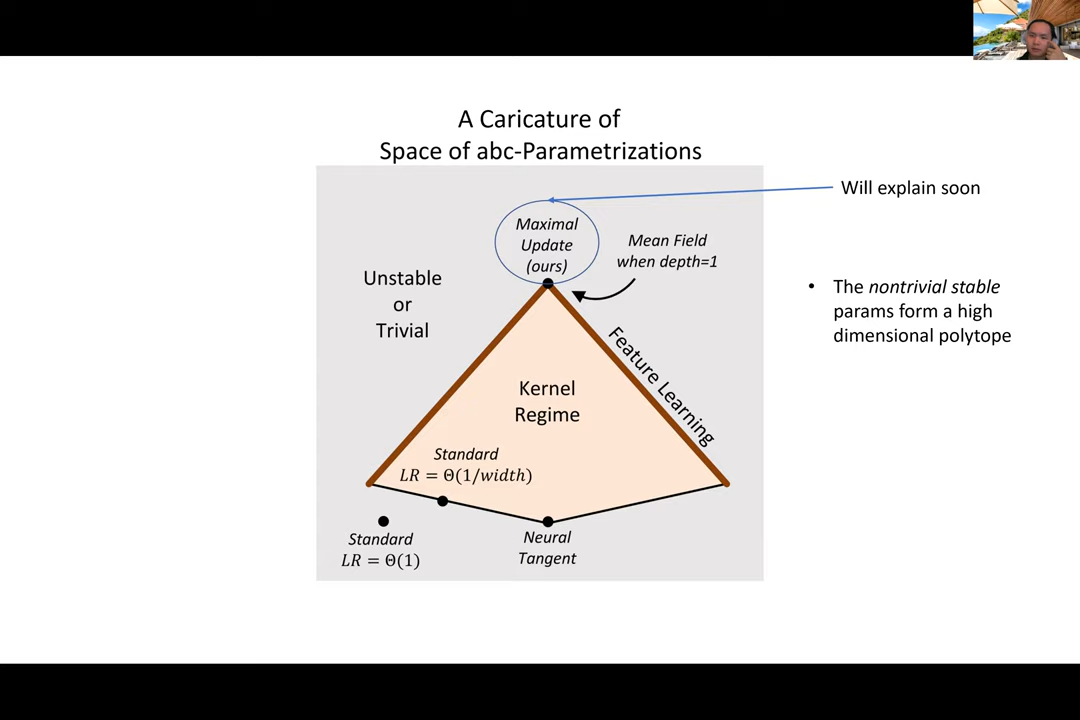 A Caricature of
Space of abc-Parametrizations
Will explain soon
Maximal
Update
(ours)
Mean Field
when depth=1
Unstable
or
Trivial
• The nontrivial stable
params form a high
dimensional polytope
Feature Learning
Kernel
Regime
Standard
LR = Θ(1/width)
Standard
LR = Θ(1)
Neural
Tangent